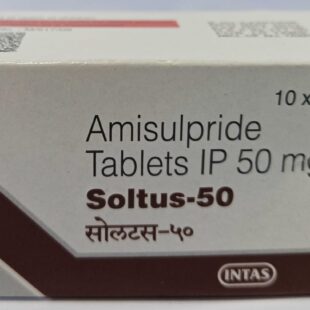 10 x
Amisulpride
Tablets IP 50 mg
Soltus-50
सोलटस-५०
INTAS